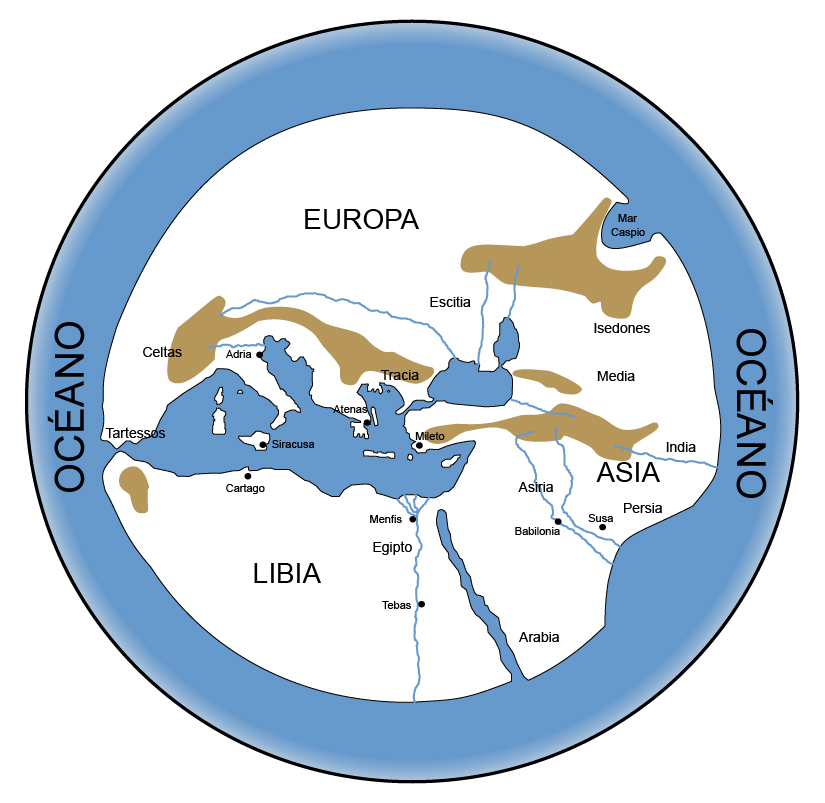 EUROPA
Mar
Caspio
Escitia
Isedones
OCÉANO
OCÉANO
Celtas
Adria
Tracia
Media
Atenas
Tartessos
Siracusa
Mileto
India
ASIA
Cartago
Asiria
Persia
Menfis
Susa
Babilonia
Egipto
LIBIA
Tebas
Arabia